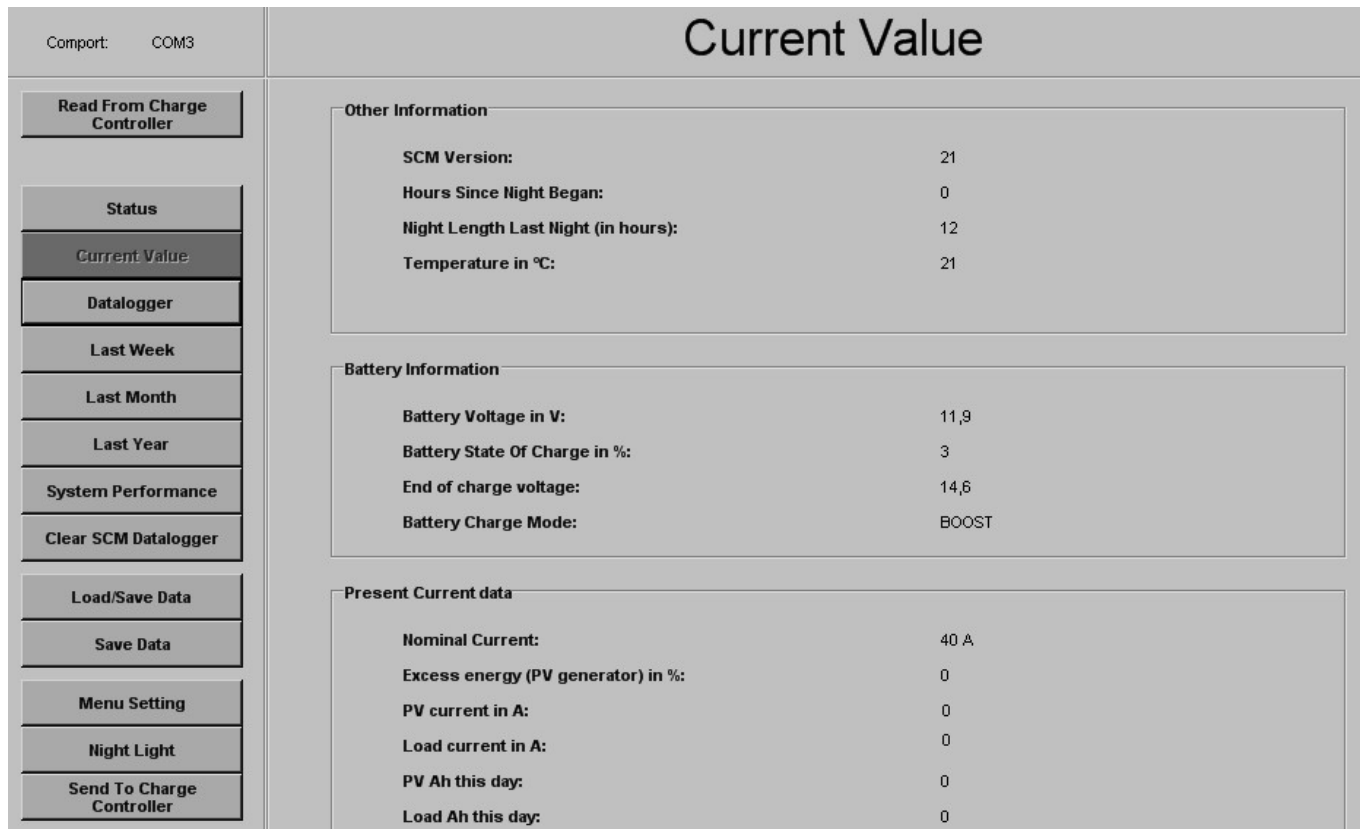 Comport: COM3
Current Value
Read From Charge
Controller
Status
Current Value
Datalogger
Last Week
Last Month
Last Year
System Performance
Clear SCM Datalogger
Load/Save Data
Save Data
Menu Setting
Night Light
Send To Charge
Controller
Other Information
SCM Version: 21
Hours Since Night Began: 0
Night Length Last Night (in hours): 12
Temperature in ºC: 21
Battery Information
Battery Voltage in V: 11,9
Battery State Of Charge in %: 3
End of charge voltage: 14,6
Battery Charge Mode: BOOST
Present Current data
Nominal Current: 40 A
Excess energy (PV generator) in %: 0
PV current in A: 0
Load current in A: 0
PV Ah this day: 0
Load Ah this day: 0